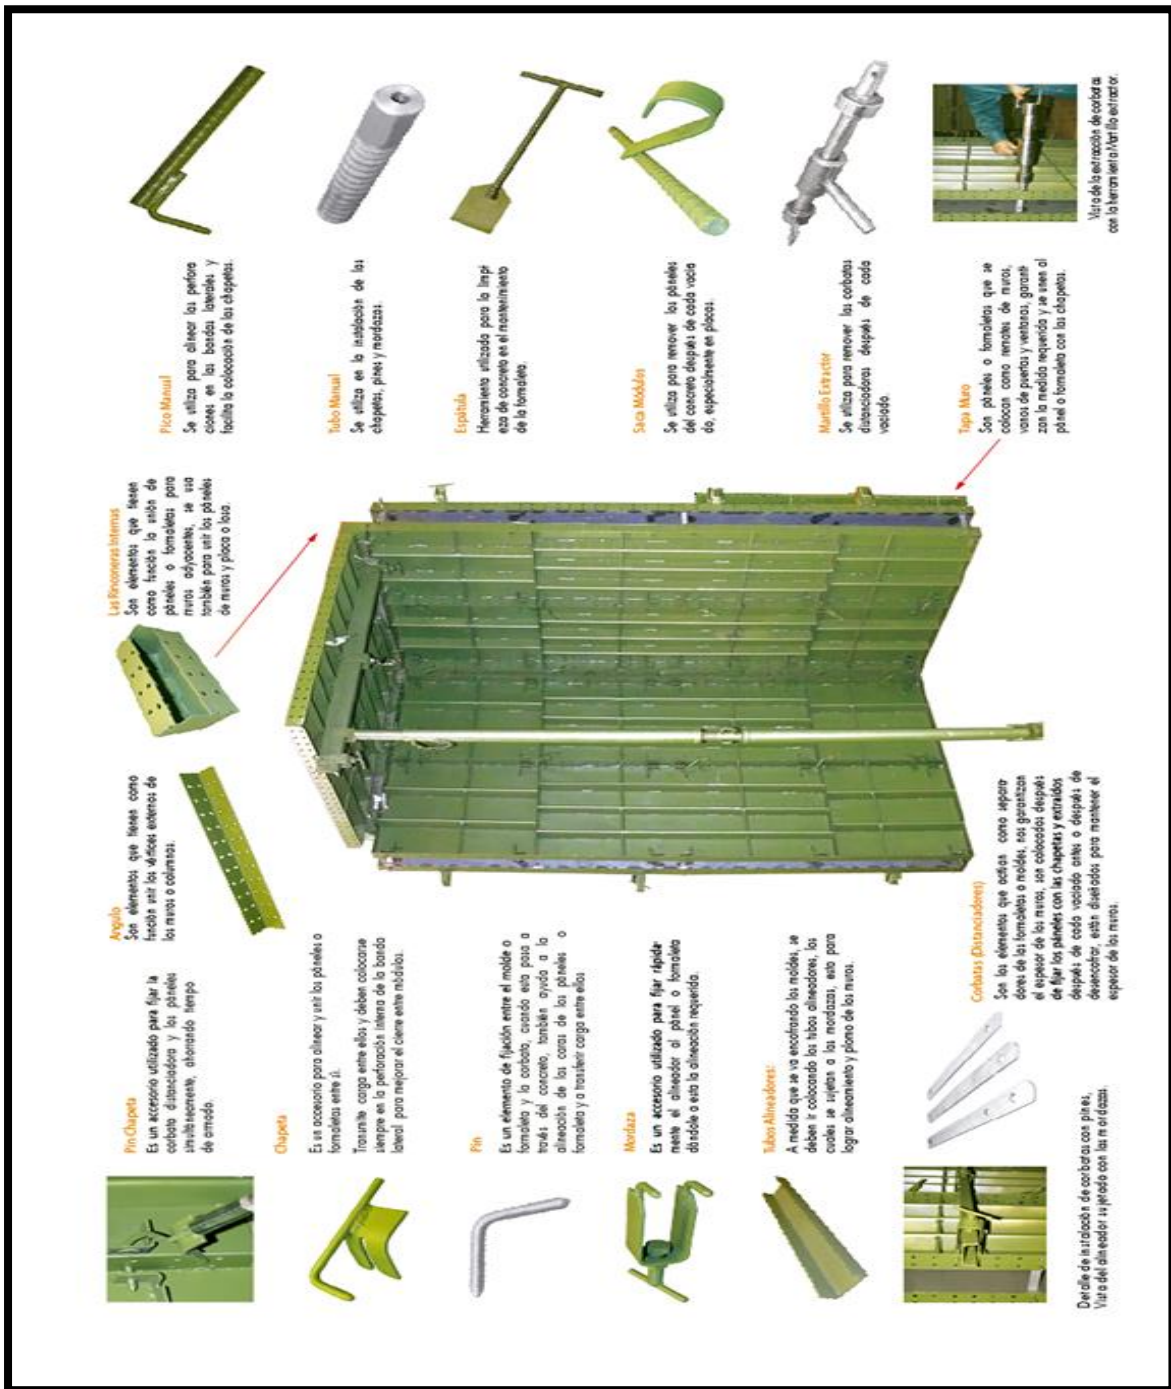 Pin Chapeta
Es un accesorio utilizado para fijar la
corbata distanciadora y los páneles
simultáneamente, ahorrando tiempo
de armado.
Chapeta
Es un accesorio para alinear y unir los páneles o
formaletas entre sí.
Transmite carga entre ellos y deben colocarse
siempre en la perforación interna de la banda
lateral para mejorar el cierre entre módulos.
Pin
Es un elemento de fijación entre el molde o
formaleta y la corbata, cuando esta pasa a
través del concreto, también ayuda a la
alineación de las caras de los páneles o
formaleta y a transferir carga entre ellos
Mordaza
Es un accesorio utilizado para fijar rápida-
mente el alineador al pánel o formaleta
dándole a esta la alineación requerida.
Tubos Alineadores:
A medida que se va encofrando los moldes, se
deben ir colocando los tubos alineadores, los
cuales se sujetan a las mordazas, esto para
lograr alineamiento y plomo de los muros.
Detalle de instalación de corbatas con pines,
Vista del alineador sujetado con las mordazas
Angulo
Son elementos que tienen como
función unir los vértices externos de
los muros o columnas.
Las Rinconeras Internas
Son elementos que tienen
como función la unión de
páneles o formaletas para
muros adyacentes, se usa
también para unir los páneles
de muros y placa o losa.
Corbatas (Distanciadores)
Son los elementos que actúan como separa
dores de las formaletas o moldes, nos garantizan
el espesor de los muros, son colocados después
de fijar los páneles con las chapetas y extraídos
después de cada vaciado antes o después de
desencofrar, están diseñados para mantener el
espesor de los muros.
Pico Manual
Se utiliza para alinear las perfora
ciones en las bandas laterales y
facilita la colocación de las chapetas.
Tubo Manual
Se utiliza en la instalación de las
chapetas, pines y mordazas.
Espátula
Herramienta utilizada para la limpi
eza de concreto en el mantenimiento
de la formaleta.
Saca Módulos
Se utiliza para remover los páneles
del concreto después de cada vacia
do, especialmente en placas.
Martillo Extractor
Se utiliza para remover las corbatas
distanciadoras después de cada
vaciado.
Tapa Muro
Son páneles o formaletas que se
colocan como remates de muros,
vanos de puertas y ventanas, garanti
zan la medida requerida y se unen al
pánel o formaleta con las chapetas.
Vista de la extracción de corbatas
con la herramienta Martillo extractor.